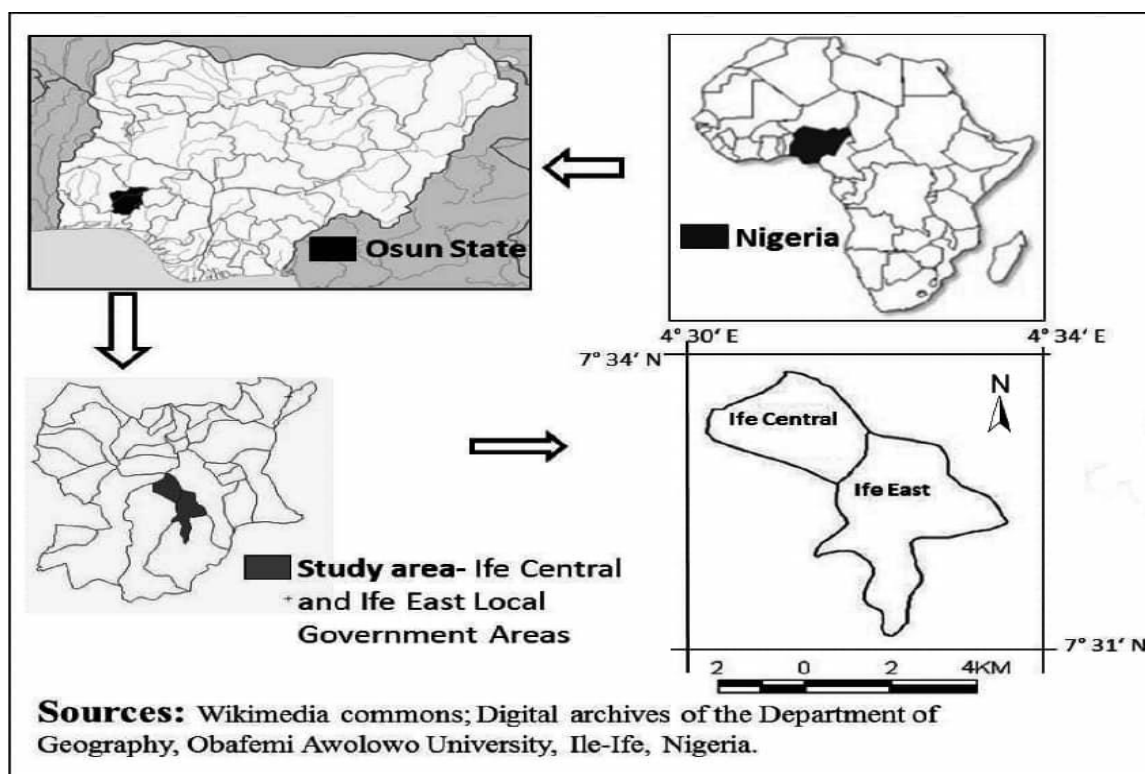 Osun State
Nigeria
4° 30′ E
4° 34′ E
7° 34′ N
N
Ife Central
Ife East
Study area- Ife Central
and Ife East Local
Government Areas
7° 31′ N
2 0 2 4KM
Sources: Wikimedia commons; Digital archives of the Department of
Geography, Obafemi Awolowo University, Ile-Ife, Nigeria.